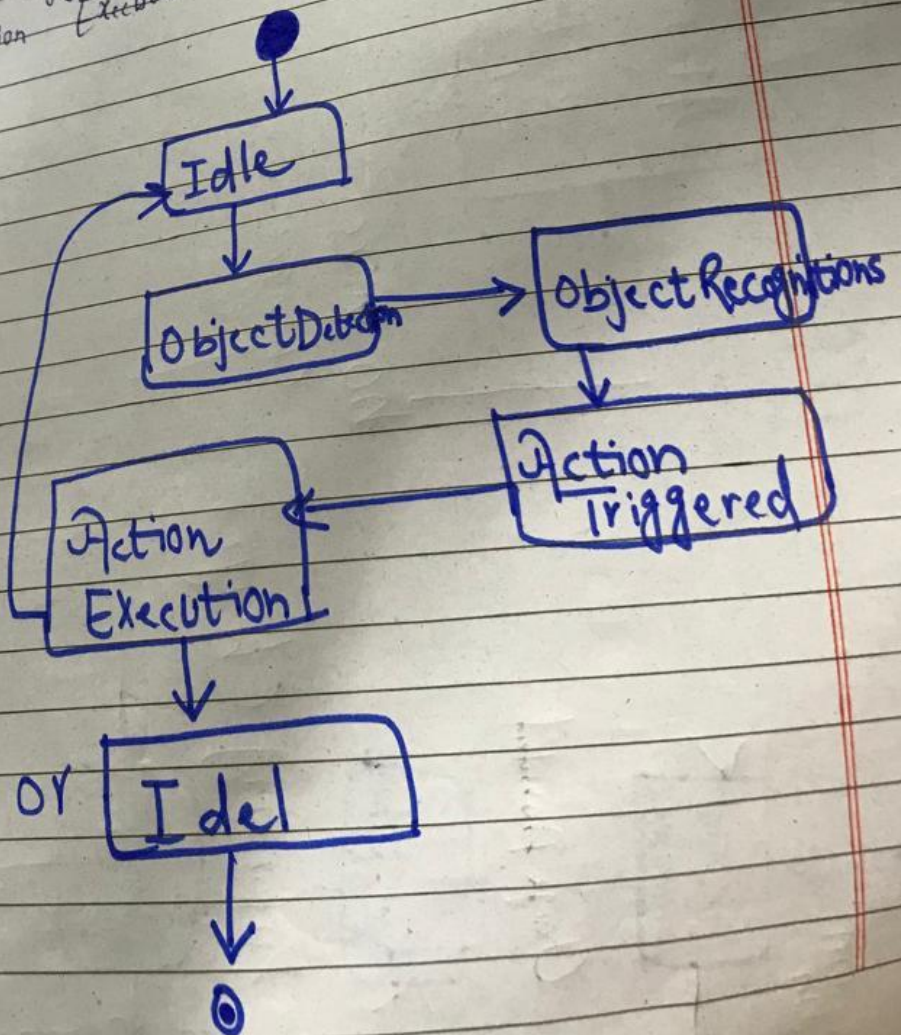 Idle
ObjectDetection
ObjectRecognitions
Action
Triggered
Action
Execution
or
Idel